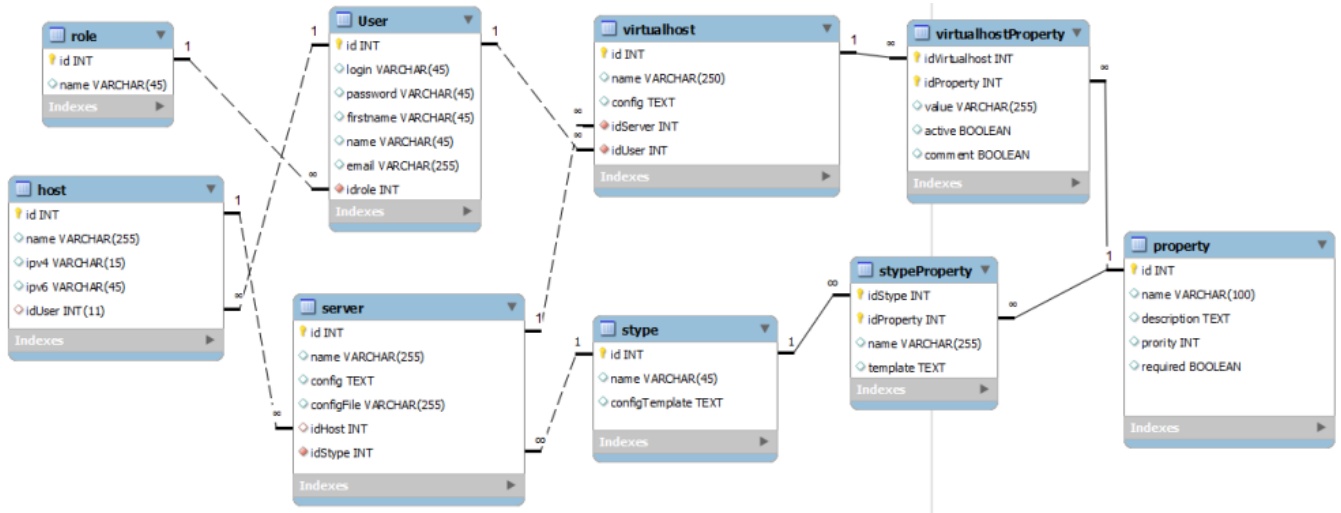 role
id INT
name VARCHAR(45)
Indexes
1
∞
User
id INT
login VARCHAR(45)
password VARCHAR(45)
firstname VARCHAR(45)
name VARCHAR(45)
email VARCHAR(255)
idrole INT
Indexes
1
1
∞
host
id INT
name VARCHAR(255)
ipv4 VARCHAR(15)
ipv6 VARCHAR(45)
idUser INT(11)
Indexes
1
∞
server
id INT
name VARCHAR(255)
config TEXT
configFile VARCHAR(255)
idHost INT
idStype INT
Indexes
1
∞
virtualhost
id INT
name VARCHAR(250)
config TEXT
idServer INT
idUser INT
Indexes
1
∞
∞
stype
id INT
name VARCHAR(45)
configTemplate TEXT
Indexes
1
1
virtualhostProperty
idVirtualhost INT
idProperty INT
value VARCHAR(255)
active BOOLEAN
comment BOOLEAN
Indexes
∞
∞
stypeProperty
idStype INT
idProperty INT
name VARCHAR(255)
template TEXT
Indexes
∞
∞
property
id INT
name VARCHAR(100)
description TEXT
prority INT
required BOOLEAN
Indexes
1